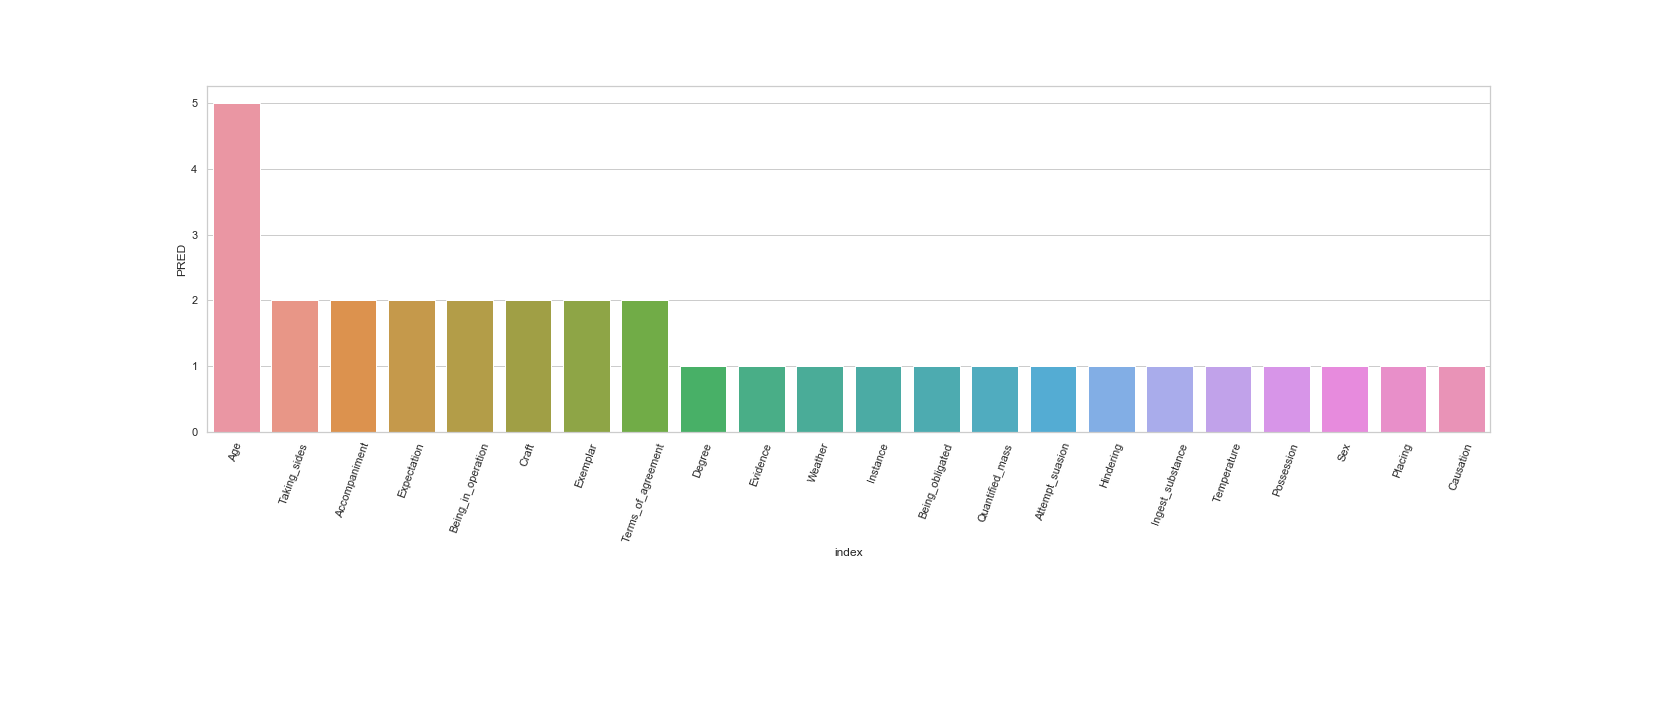 5
4
3
2
1
0
PRED
Age
Taking_sides
Accompaniment
Expectation
Being_in_operation
Craft
Exemplar
Terms_of_agreement
Degree
Evidence
Weather
Instance
Being_obligated
Quantified_mass
Attempt_suasion
Hindering
Ingest_substance
Temperature
Possession
Sex
Placing
Causation
index